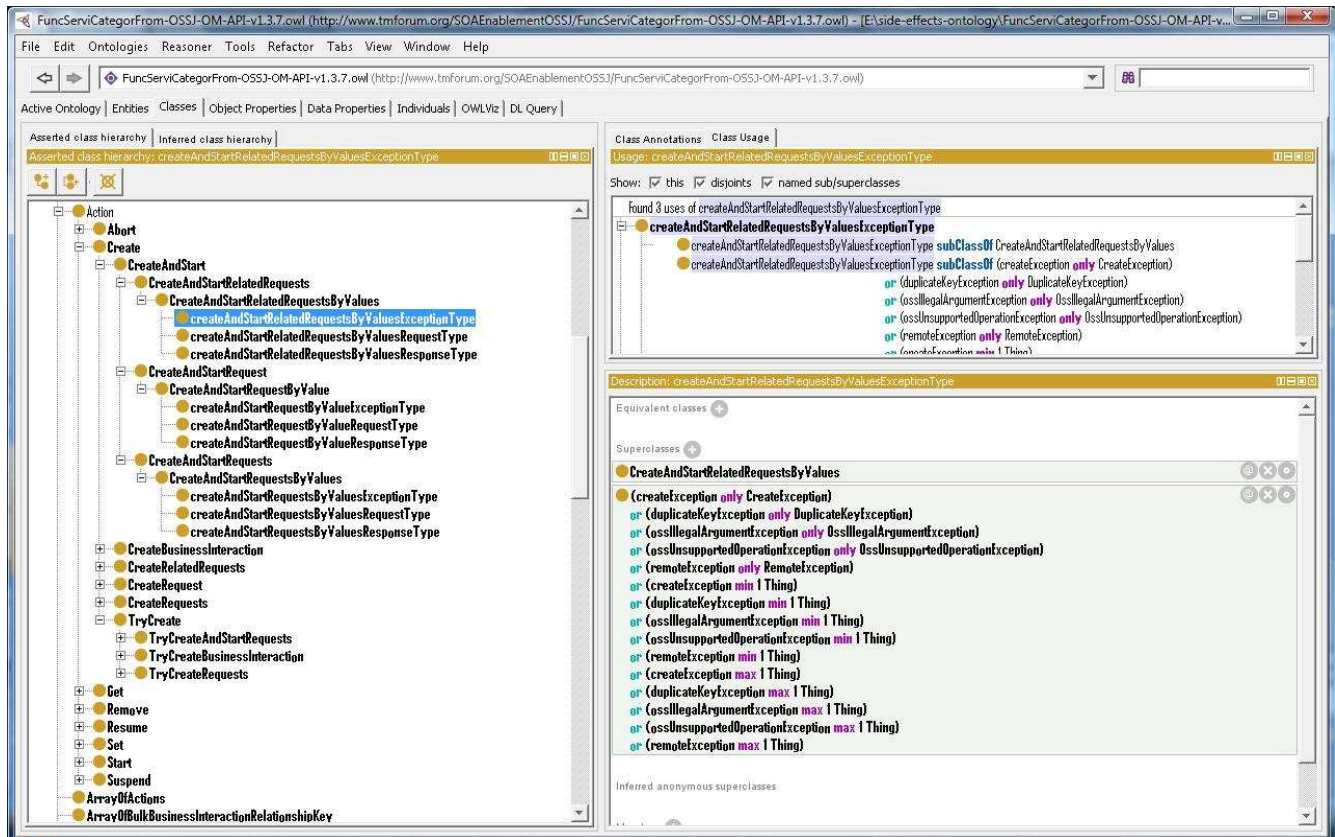 FuncServiCategorFrom-OSSJ-OM-API-v1.3.7.owl (http://www.tmforum.org/SOAEnablementOSSJ/FuncServiCategorFrom-OSSJ-OM-API-v1.3.7.owl) - [E:\side-effects-ontology\FuncServiCategorFrom-OSSJ-OM-API-v...
File Edit Ontologies Reasoner Tools Refactor Tabs View Window Help
FuncServiCategorFrom-OSSJ-OM-API-v1.3.7.owl (http://www.tmforum.org/SOAEnablementOSSJ/FuncServiCategorFrom-OSSJ-OM-API-v1.3.7.owl)
Active Ontology Entities Classes Object Properties Data Properties Individuals OWLViz DL Query
Asserted class hierarchy Inferred class hierarchy
Asserted class hierarchy: createAndStartRelatedRequestsByValuesExceptionType
Action
Abort
Create
CreateAndStart
CreateAndStartRelatedRequests
CreateAndStartRelatedRequestsByValues
createAndStartRelatedRequestsByValuesExceptionType
createAndStartRelatedRequestsByValuesRequestType
createAndStartRelatedRequestsByValuesResponseType
CreateAndStartRequest
CreateAndStartRequestByValue
createAndStartRequestByValueExceptionType
createAndStartRequestByValueRequestType
createAndStartRequestByValueResponseType
CreateAndStartRequests
CreateAndStartRequestsByValues
createAndStartRequestsByValuesExceptionType
createAndStartRequestsByValuesRequestType
createAndStartRequestsByValuesResponseType
CreateBusinessInteraction
CreateRelatedRequests
CreateRequest
CreateRequests
TryCreate
TryCreateAndStartRequests
TryCreateBusinessInteraction
TryCreateRequests
Get
Remove
Resume
Set
Start
Suspend
ArrayOfActions
ArrayOfBulkBusinessInteractionRelationshipKey
Class Annotations Class Usage
Usage: createAndStartRelatedRequestsByValuesExceptionType
Show: this disjoints named sub/superclasses
Found 3 uses of createAndStartRelatedRequestsByValuesExceptionType
createAndStartRelatedRequestsByValuesExceptionType
createAndStartRelatedRequestsByValuesExceptionType subClassOf CreateAndStartRelatedRequestsByValues
createAndStartRelatedRequestsByValuesExceptionType subClassOf (createException only CreateException)
or (duplicateKeyException only DuplicateKeyException)
or (ossIllegalArgumentException only OssIllegalArgumentException)
or (ossUnsupportedOperationException only OssUnsupportedOperationException)
or (remoteException only RemoteException)
or (createException min 1 Thing)
Description: createAndStartRelatedRequestsByValuesExceptionType
Equivalent classes
Superclasses
CreateAndStartRelatedRequestsByValues
(createException only CreateException)
or (duplicateKeyException only DuplicateKeyException)
or (ossIllegalArgumentException only OssIllegalArgumentException)
or (ossUnsupportedOperationException only OssUnsupportedOperationException)
or (remoteException only RemoteException)
or (createException min 1 Thing)
or (duplicateKeyException min 1 Thing)
or (ossIllegalArgumentException min 1 Thing)
or (ossUnsupportedOperationException min 1 Thing)
or (remoteException min 1 Thing)
or (createException max 1 Thing)
or (duplicateKeyException max 1 Thing)
or (ossIllegalArgumentException max 1 Thing)
or (ossUnsupportedOperationException max 1 Thing)
or (remoteException max 1 Thing)
Inferred anonymous superclasses